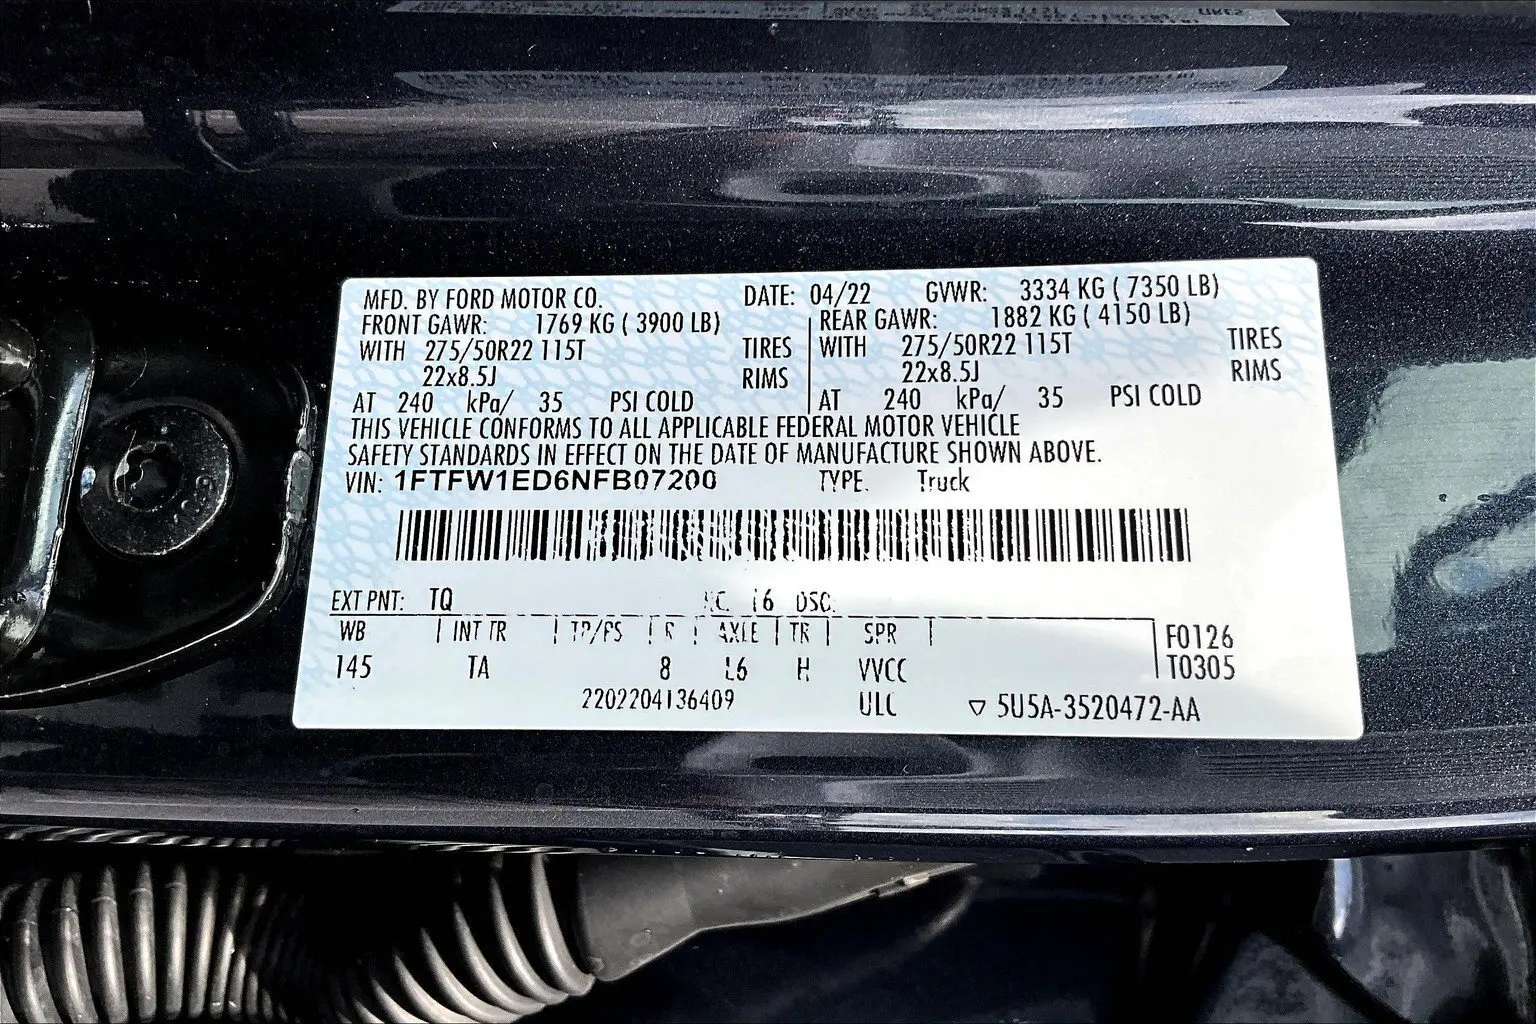 MFD. BY FORD MOTOR CO. DATE: 04/22 GVWR: 3334 KG ( 7350 LB)
FRONT GAWR: 1769 KG ( 3900 LB) REAR GAWR: 1882 KG ( 4150 LB)
WITH 275/50R22 115T TIRES WITH 275/50R22 115T TIRES
22x8.5J RIMS 22x8.5J RIMS
AT 240 kPa/ 35 PSI COLD AT 240 kPa/ 35 PSI COLD
THIS VEHICLE CONFORMS TO ALL APPLICABLE FEDERAL MOTOR VEHICLE
SAFETY STANDARDS IN EFFECT ON THE DATE OF MANUFACTURE SHOWN ABOVE.
VIN: 1FTFW1ED6NFB07200 TYPE: Truck
EXT PNT: TQ DSO:
WB INT TR TP/PS R AXLE TR SPR F0126
145 TA 8 L6 H VVCC T0305
2202204136409 ULC ▽ 5U5A-3520472-AA